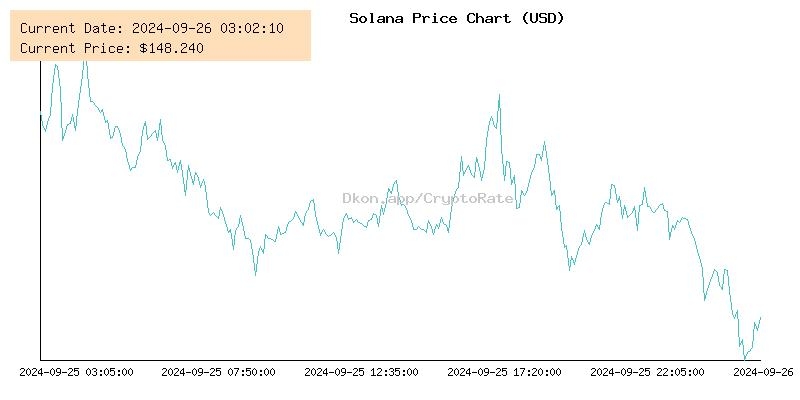 Solana Price Chart (USD)
Current Date: 2024-09-26 03:02:10
Current Price: $148.240
Dkon.app/CryptoRate
2024-09-25 03:05:00 2024-09-25 07:50:00 2024-09-25 12:35:00 2024-09-25 17:20:00 2024-09-25 22:05:00 2024-09-26